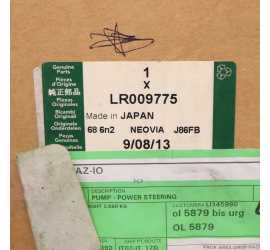 Genuine
Parts
純正部品
Pièces
d'Origine
Piezas
Originales
Ricambi
Originali
Originele
Onderdelen
Peças
Genuínas
1
x
LR009775
Made in JAPAN
68 6n2 NEOVIA J86FB
9/08/13
AZ-IO
DESCRIPTION
PUMP - POWER STEERING
ol 5879 bis urg
OL 5879